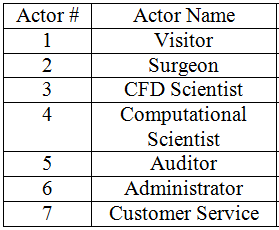 Actor # Actor Name
1 Visitor
2 Surgeon
3 CFD Scientist
4 Computational
Scientist
5 Auditor
6 Administrator
7 Customer Service